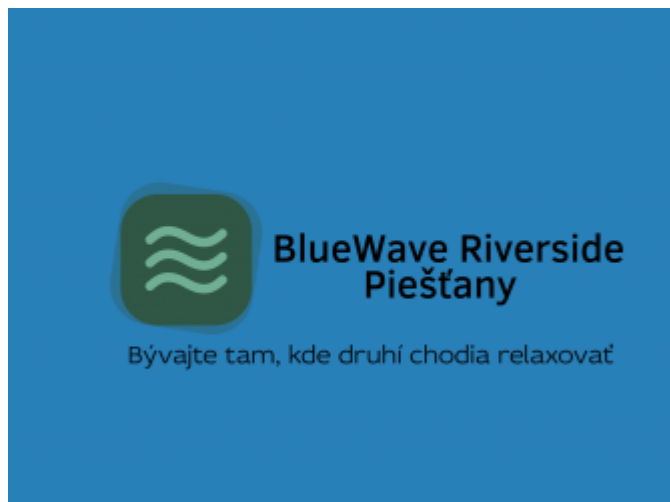 BlueWave Riverside
Piešťany
Bývajte tam, kde druhí chodia relaxovať